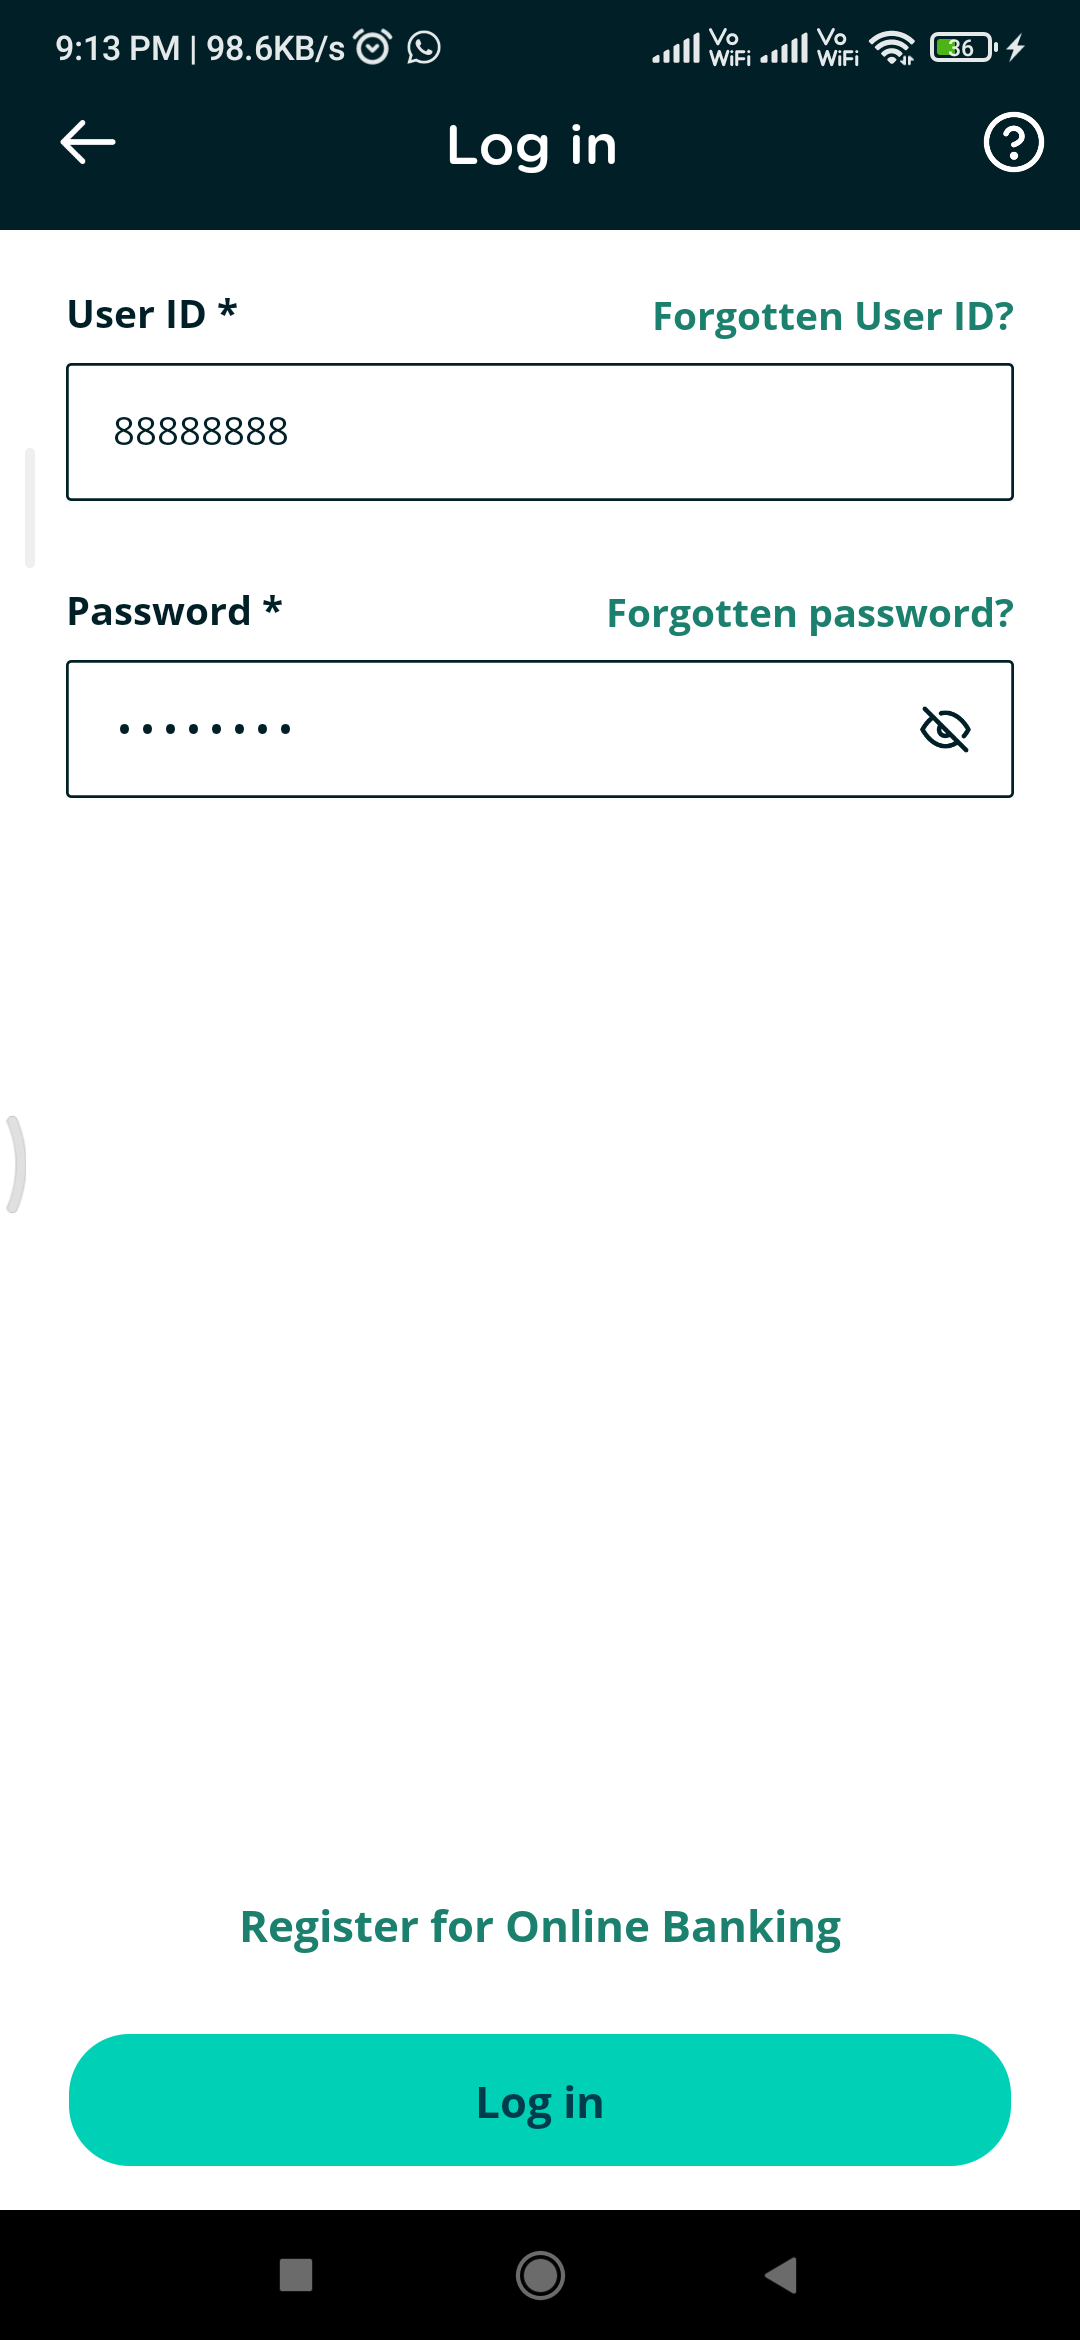 9:13 PM | 98.6KB/s Vo WiFi Vo WiFi 36
Log in
User ID * Forgotten User ID?
88888888
Password * Forgotten password?
••••••••
Register for Online Banking
Log in